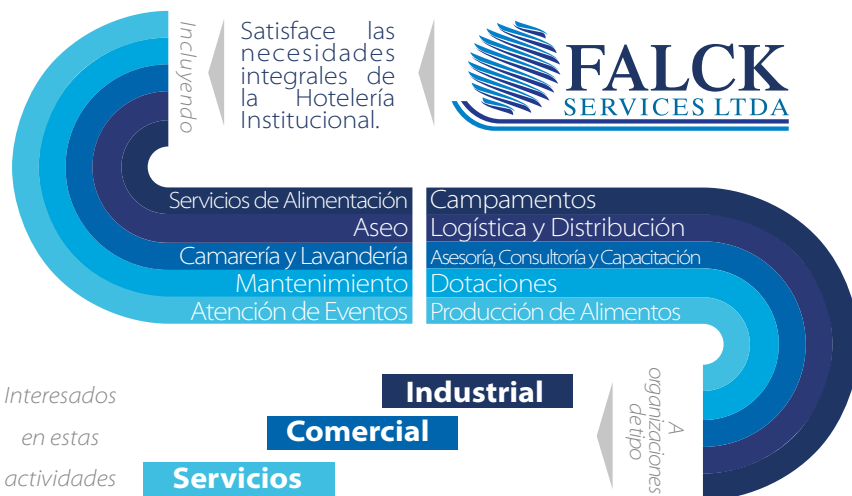 FALCK
SERVICES LTDA
Satisface las
necesidades
integrales de
la Hotelería
Institucional.
Incluyendo
Servicios de Alimentación
Aseo
Camarería y Lavandería
Mantenimiento
Atención de Eventos
Campamentos
Logística y Distribución
Asesoría, Consultoría y Capacitación
Dotaciones
Producción de Alimentos
A
organizaciones
de tipo
Industrial
Comercial
Servicios
Interesados
en estas
actividades